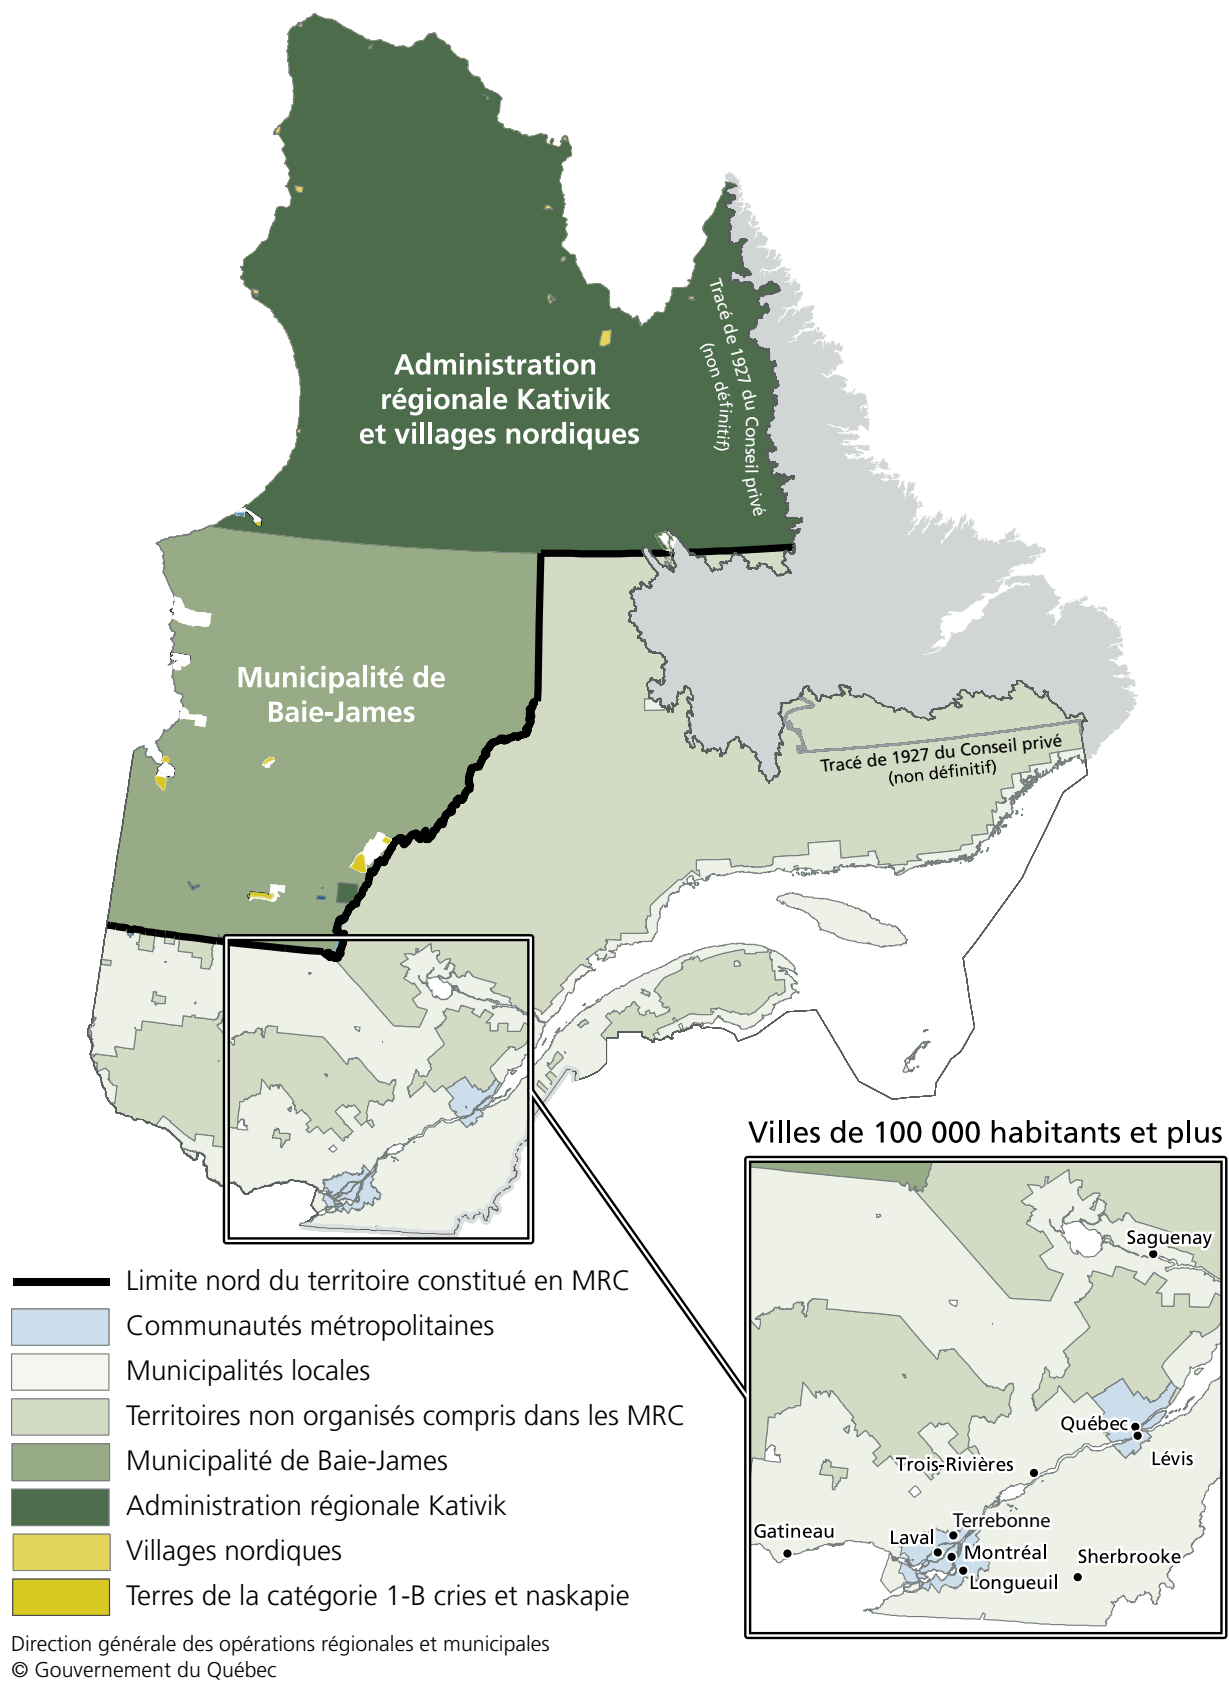 Administration
régionale Kativik
et villages nordiques
Tracé de 1927 du Conseil privé
(non définitif)
Municipalité de
Baie-James
Tracé de 1927 du Conseil privé
(non définitif)
Villes de 100 000 habitants et plus
Saguenay
Québec
Lévis
Trois-Rivières
Terrebonne
Gatineau
Laval
Montréal
Sherbrooke
Longueuil
Limite nord du territoire constitué en MRC
Communautés métropolitaines
Municipalités locales
Territoires non organisés compris dans les MRC
Municipalité de Baie-James
Administration régionale Kativik
Villages nordiques
Terres de la catégorie 1-B cries et naskapie
Direction générale des opérations régionales et municipales
© Gouvernement du Québec